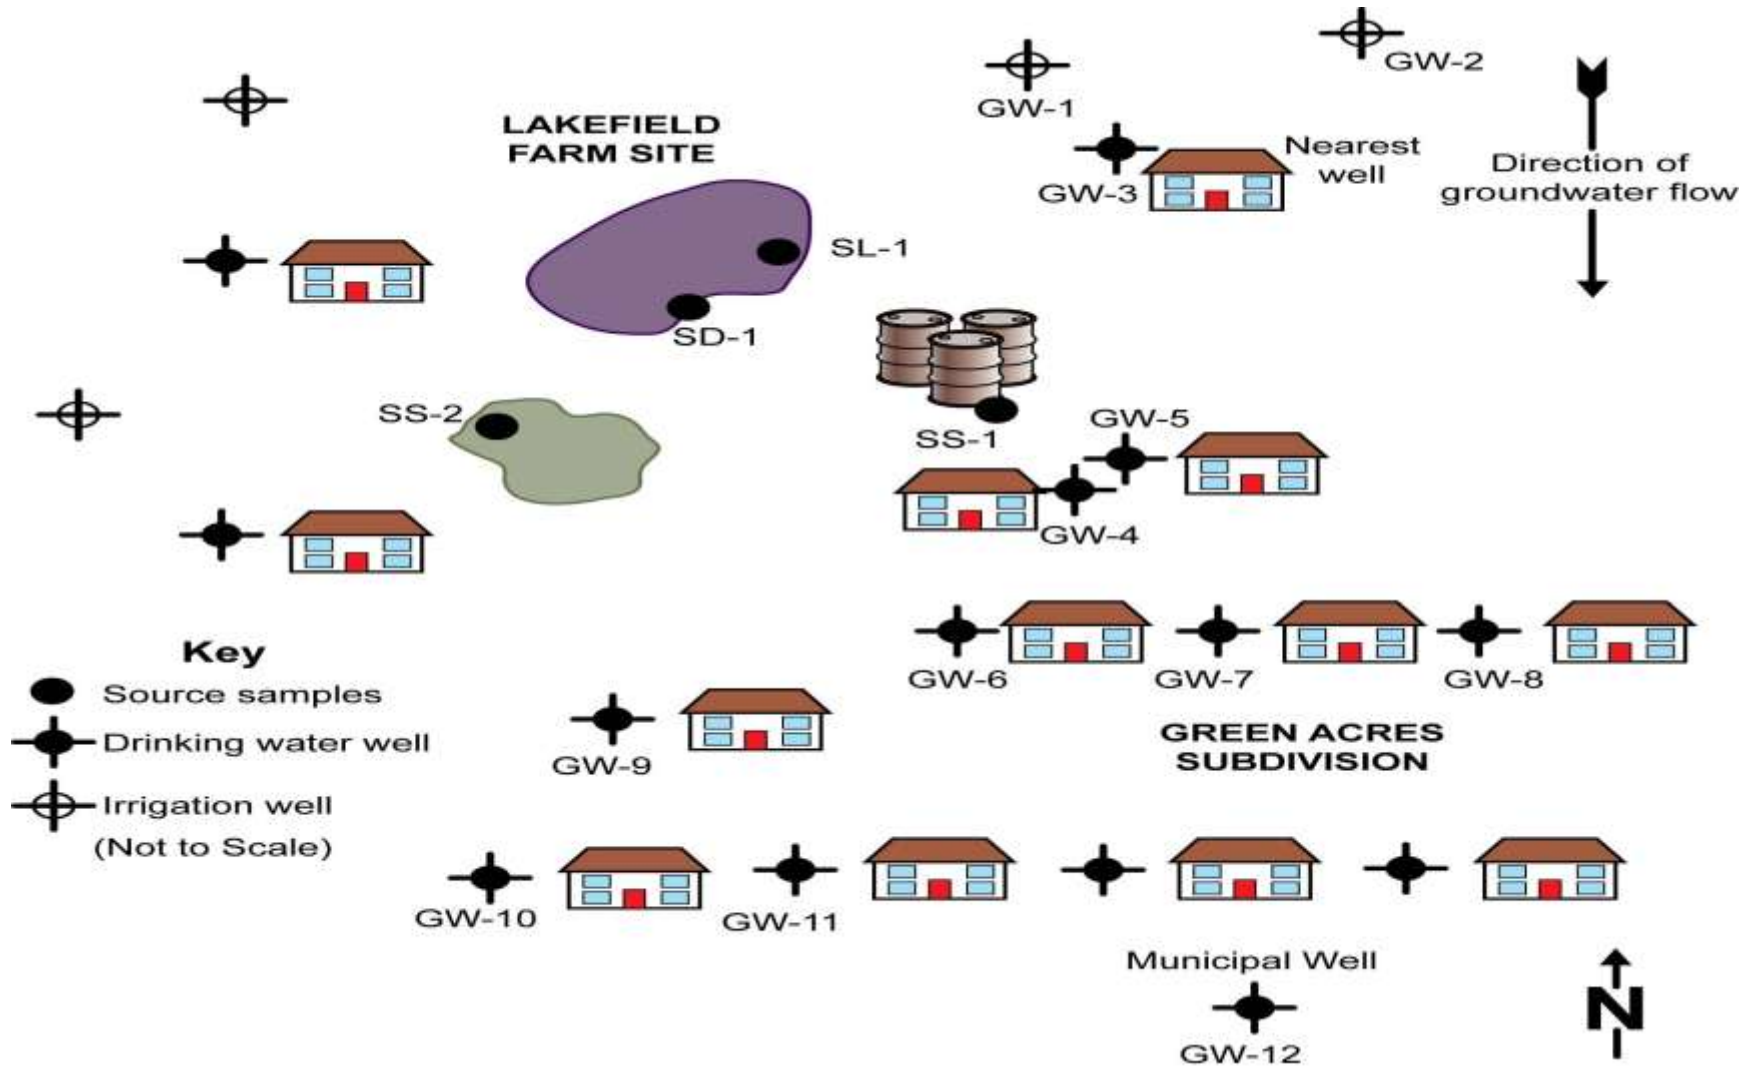 GW-2
GW-1
LAKEFIELD
FARM SITE
Nearest
well
Direction of
groundwater flow
GW-3
SL-1
SD-1
SS-2
GW-5
SS-1
GW-4
Key
Source samples
Drinking water well
Irrigation well
(Not to Scale)
GW-6
GW-7
GW-8
GREEN ACRES
SUBDIVISION
GW-9
GW-10
GW-11
Municipal Well
GW-12
N